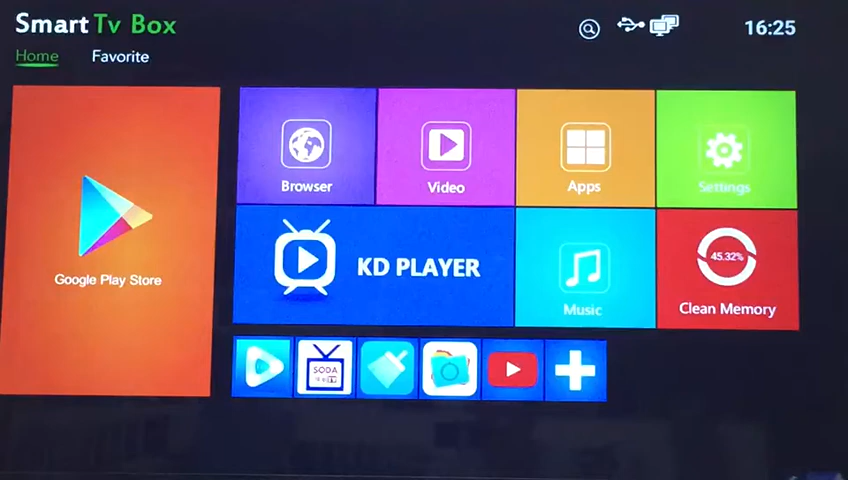 Smart Tv Box
16:25
Home Favorite
Browser
Video
Apps
Settings
Google Play Store
KD PLAYER
Music
45.32%
Clean Memory
SODA